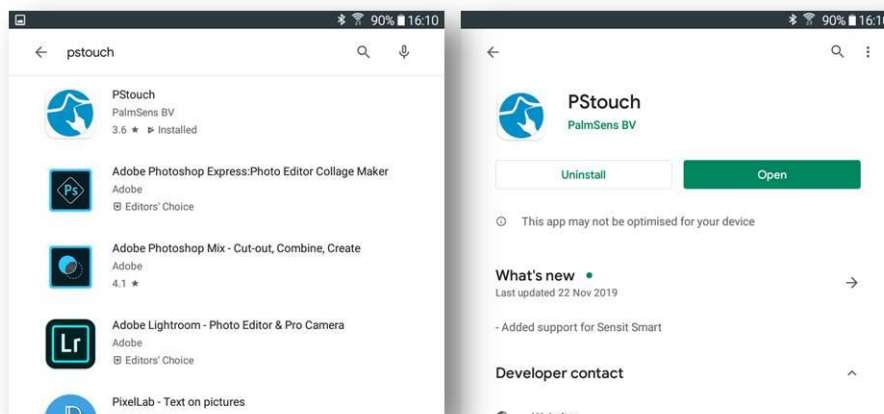 90% 16:10
pstouch
PStouch
PalmSens BV
3.6 ★ Installed
Ps
Adobe Photoshop Express:Photo Editor Collage Maker
Adobe
Editors' Choice
Adobe Photoshop Mix - Cut-out, Combine, Create
Adobe
4.1 ★
Lr
Adobe Lightroom - Photo Editor & Pro Camera
Adobe
Editors' Choice
PixelLab - Text on pictures
90% 16:10
PStouch
PalmSens BV
Uninstall
Open
This app may not be optimised for your device
What's new
Last updated 22 Nov 2019
- Added support for Sensit Smart
Developer contact